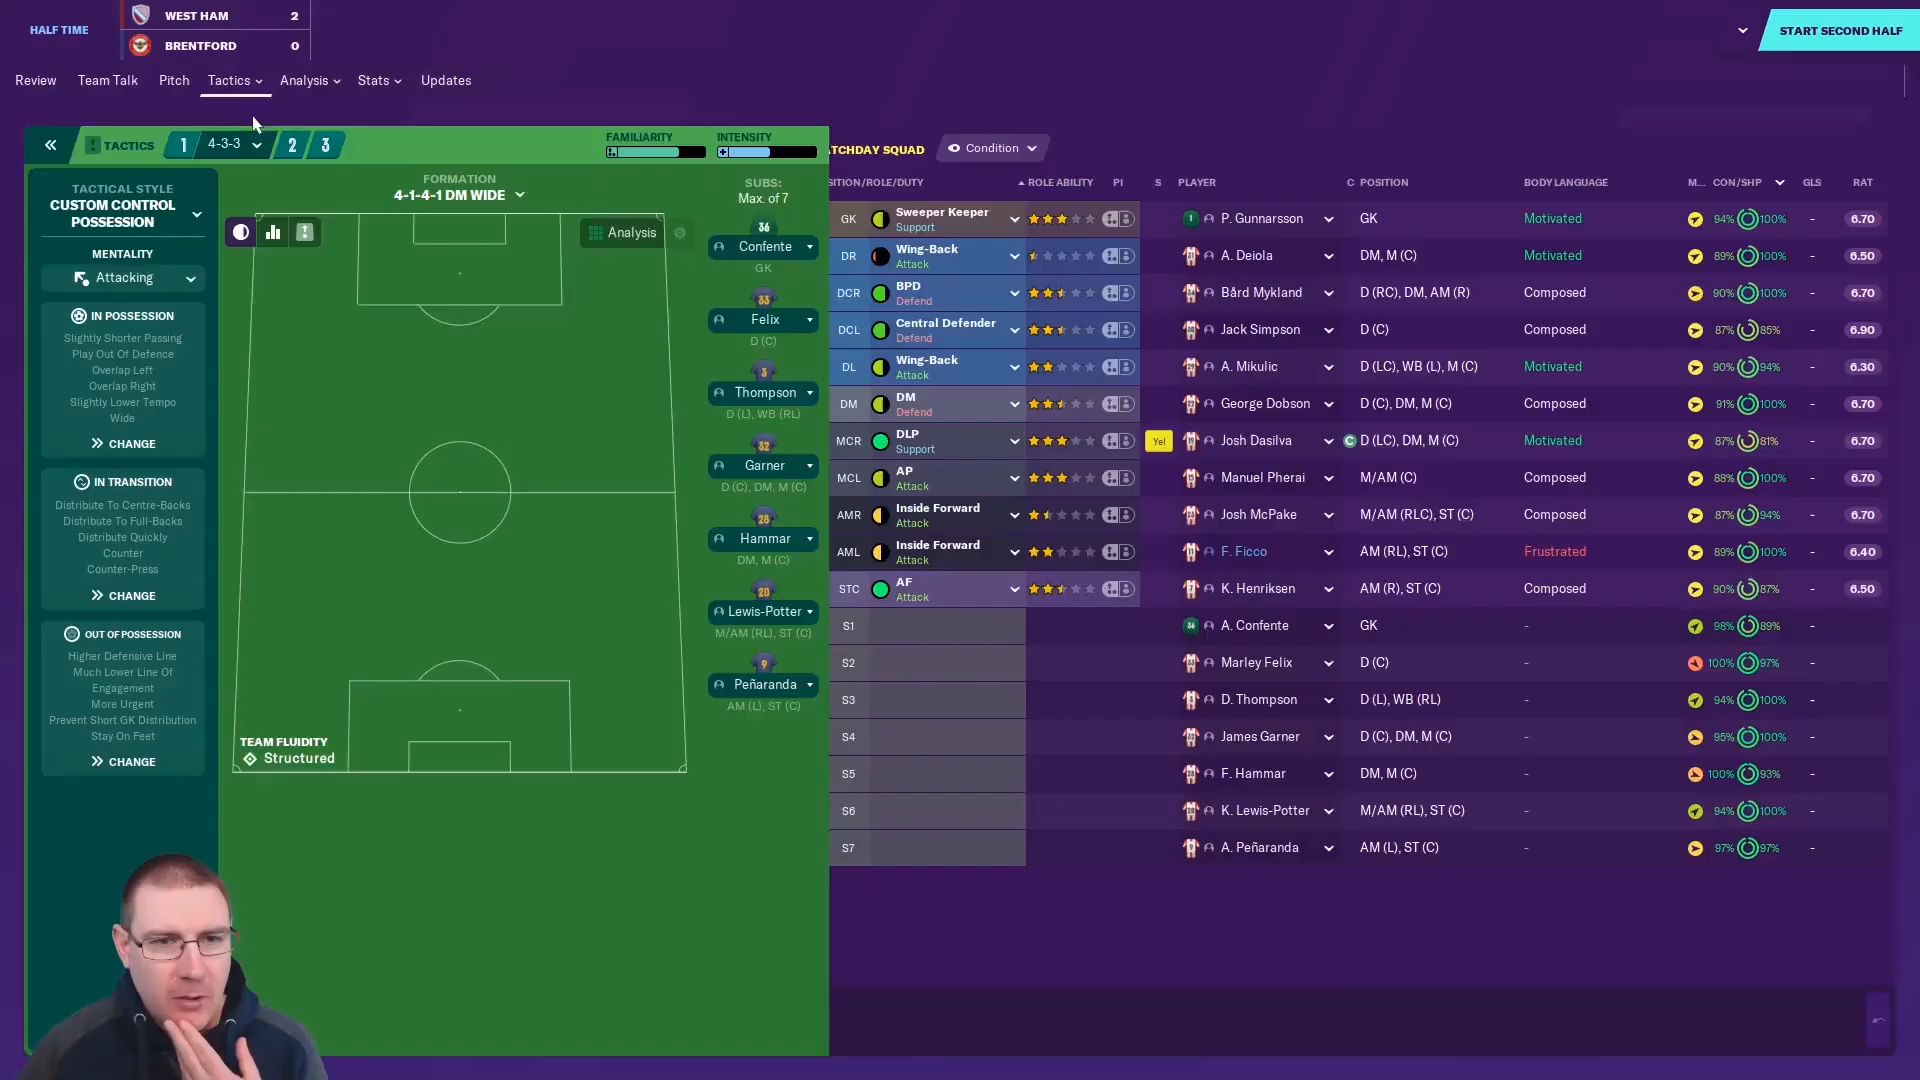 HALF TIME
WEST HAM 2
BRENTFORD 0
START SECOND HALF
Review Team Talk Pitch Tactics Analysis Stats Updates
TACTICS 1 4-3-3 2 3
FAMILIARITY
INTENSITY
TACTICAL STYLE
CUSTOM CONTROL
POSSESSION
MENTALITY
Attacking
IN POSSESSION
Slightly Shorter Passing
Play Out Of Defence
Overlap Left
Overlap Right
Slightly Lower Tempo
Wide
CHANGE
IN TRANSITION
Distribute To Centre-Backs
Distribute To Full-Backs
Distribute Quickly
Counter
Counter-Press
CHANGE
OUT OF POSSESSION
Higher Defensive Line
Much Lower Line Of
Engagement
More Urgent
Prevent Short GK Distribution
Stay On Feet
CHANGE
FORMATION
4-1-4-1 DM WIDE
Analysis
TEAM FLUIDITY
Structured
SUBS:
Max. of 7
36
Confente
GK
33
Felix
D (C)
3
Thompson
D (L), WB (RL)
32
Garner
D (C), DM, M (C)
28
Hammar
DM, M (C)
20
Lewis-Potter
M/AM (RL), ST (C)
9
Peñaranda
AM (L), ST (C)
TCHDAY SQUAD Condition
SITION/ROLE/DUTY ROLE ABILITY PI S PLAYER C POSITION BODY LANGUAGE M... CON/SHP GLS RAT
GK Sweeper Keeper Support P. Gunnarsson GK Motivated 94% 100% - 6.70
DR Wing-Back Attack A. Deiola DM, M (C) Motivated 89% 100% - 6.50
DCR BPD Defend Bård Mykland D (RC), DM, AM (R) Composed 90% 100% - 6.70
DCL Central Defender Defend Jack Simpson D (C) Composed 87% 85% - 6.90
DL Wing-Back Attack A. Mikulic D (LC), WB (L), M (C) Motivated 90% 94% - 6.30
DM DM Defend George Dobson D (C), DM, M (C) Composed 91% 100% - 6.70
MCR DLP Support Yel Josh Dasilva C D (LC), DM, M (C) Motivated 87% 81% - 6.70
MCL AP Attack Manuel Pherai M/AM (C) Composed 88% 100% - 6.70
AMR Inside Forward Attack Josh McPake M/AM (RLC), ST (C) Composed 87% 94% - 6.70
AML Inside Forward Attack F. Ficco AM (RL), ST (C) Frustrated 89% 100% - 6.40
STC AF Attack K. Henriksen AM (R), ST (C) Composed 90% 87% - 6.50
S1 A. Confente GK - 98% 89% -
S2 Marley Felix D (C) - 100% 97% -
S3 D. Thompson D (L), WB (RL) - 94% 100% -
S4 James Garner D (C), DM, M (C) - 95% 100% -
S5 F. Hammar DM, M (C) - 100% 93% -
S6 K. Lewis-Potter M/AM (RL), ST (C) - 94% 100% -
S7 A. Peñaranda AM (L), ST (C) - 97% 97% -